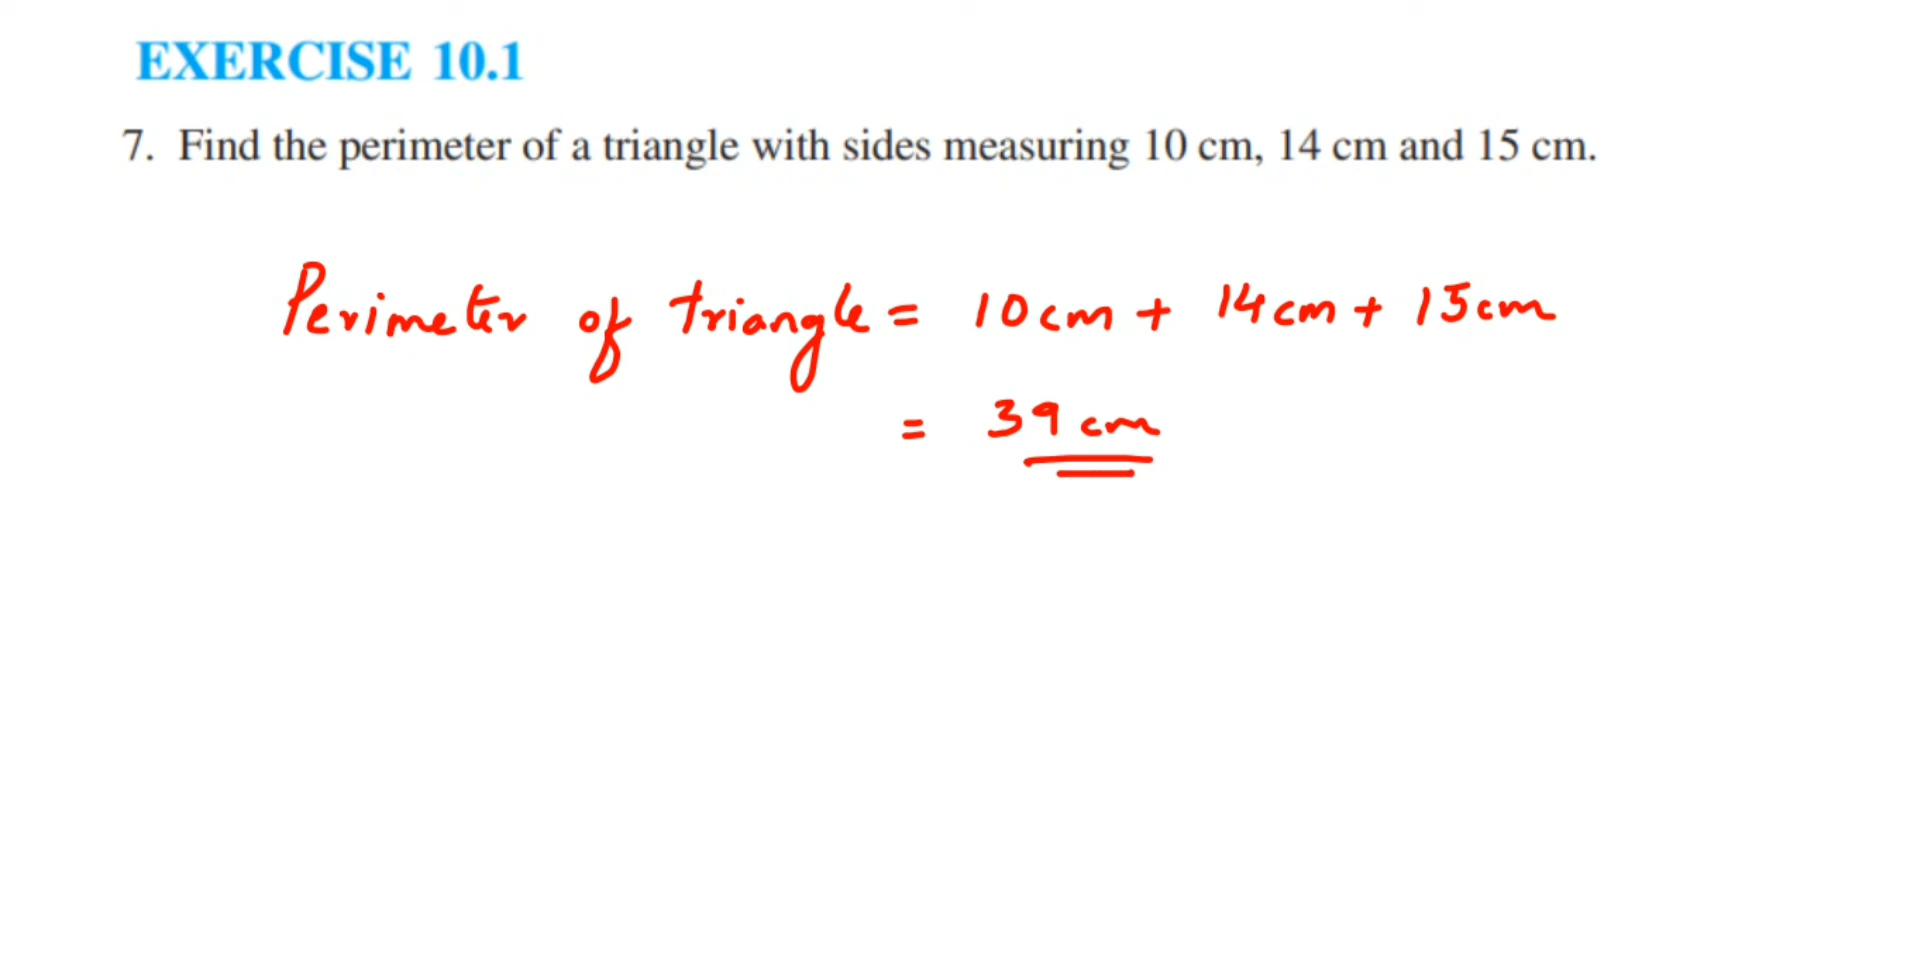 EXERCISE 10.1
7. Find the perimeter of a triangle with sides measuring 10 cm, 14 cm and 15 cm.
Perimeter of triangle = 10cm + 14cm + 15cm
= 39 cm